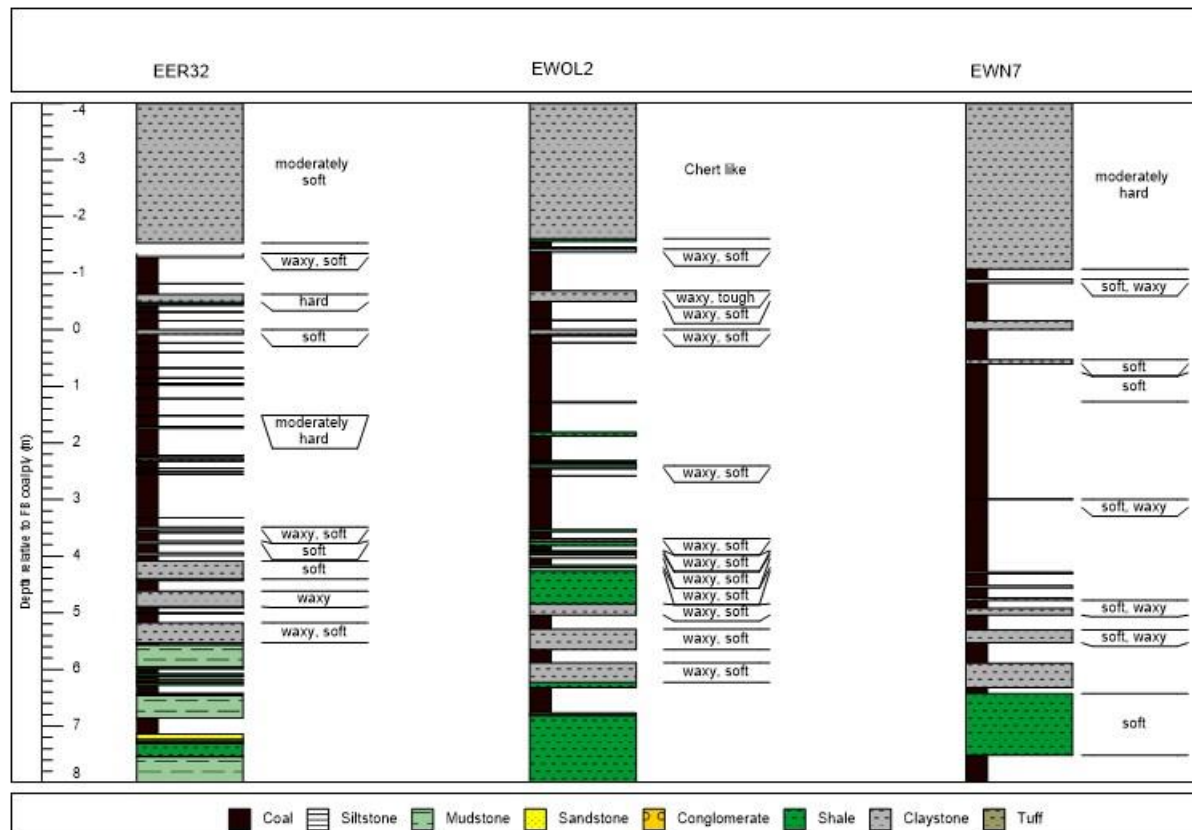 EER32
EWOL2
EWN7
Depth relative to FB coalply (m)
-4
-3
-2
-1
0
1
2
3
4
5
6
7
8
moderately
soft
waxy, soft
hard
soft
moderately
hard
waxy, soft
soft
soft
waxy
waxy, soft
Chert like
waxy, soft
waxy, tough
waxy, soft
waxy, soft
waxy, soft
waxy, soft
waxy, soft
waxy, soft
waxy, soft
waxy, soft
waxy, soft
waxy, soft
moderately
hard
soft, waxy
soft
soft
soft, waxy
soft, waxy
soft, waxy
soft
Coal
Siltstone
Mudstone
Sandstone
Conglomerate
Shale
Claystone
Tuff